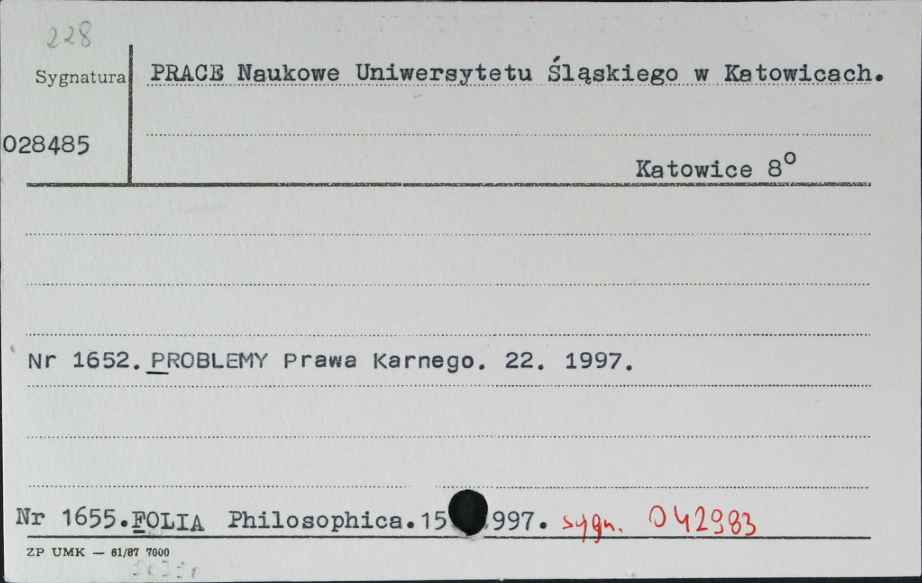 228
Sygnatura PRACE Naukowe Uniwersytetu Śląskiego w Katowicach.
028485
Katowice 8°
Nr 1652. PROBLEMY Prawa Karnego. 22. 1997.
Nr 1655. FOLIA Philosophica. 15 997. sygn. 042983
ZP UMK — 61/87 7000